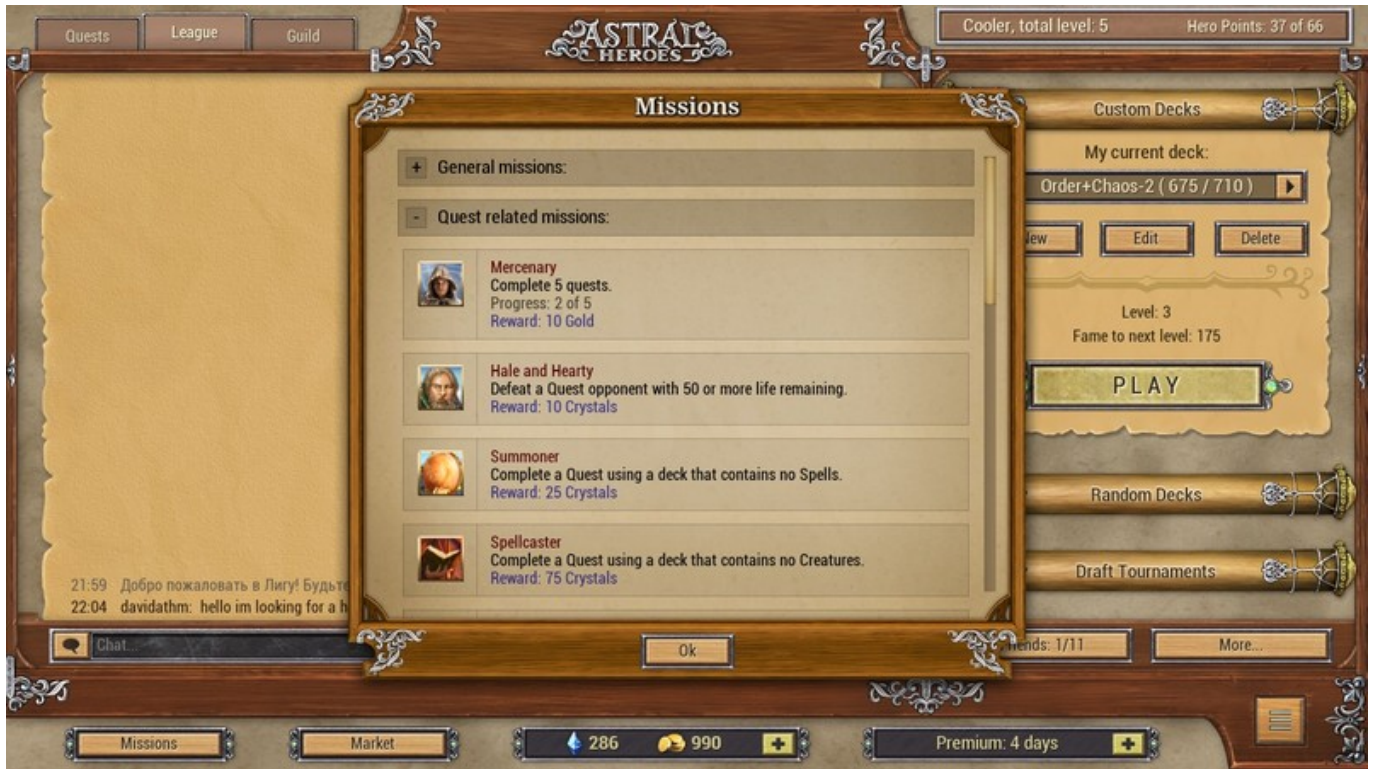 Quests
League
Guild
ASTRAL
HEROES
Cooler, total level: 5
Hero Points: 37 of 66
Missions
+ General missions:
- Quest related missions:
Mercenary
Complete 5 quests.
Progress: 2 of 5
Reward: 10 Gold
Hale and Hearty
Defeat a Quest opponent with 50 or more life remaining.
Reward: 10 Crystals
Summoner
Complete a Quest using a deck that contains no Spells.
Reward: 25 Crystals
Spellcaster
Complete a Quest using a deck that contains no Creatures.
Reward: 75 Crystals
Ok
Custom Decks
My current deck:
Order+Chaos-2 ( 675 / 710 )
Edit
Delete
Level: 3
Fame to next level: 175
PLAY
Random Decks
Draft Tournaments
21:59 Добро пожаловать в Лигу! Будьте
22:04 davidathm: hello im looking for a h
Chat...
1/11
More...
Missions
Market
286
990
+
Premium: 4 days
+